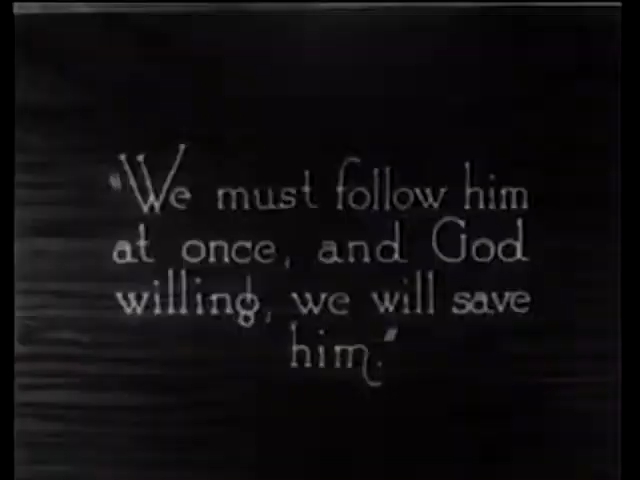 "We must follow him
at once, and God
willing, we will save
him."